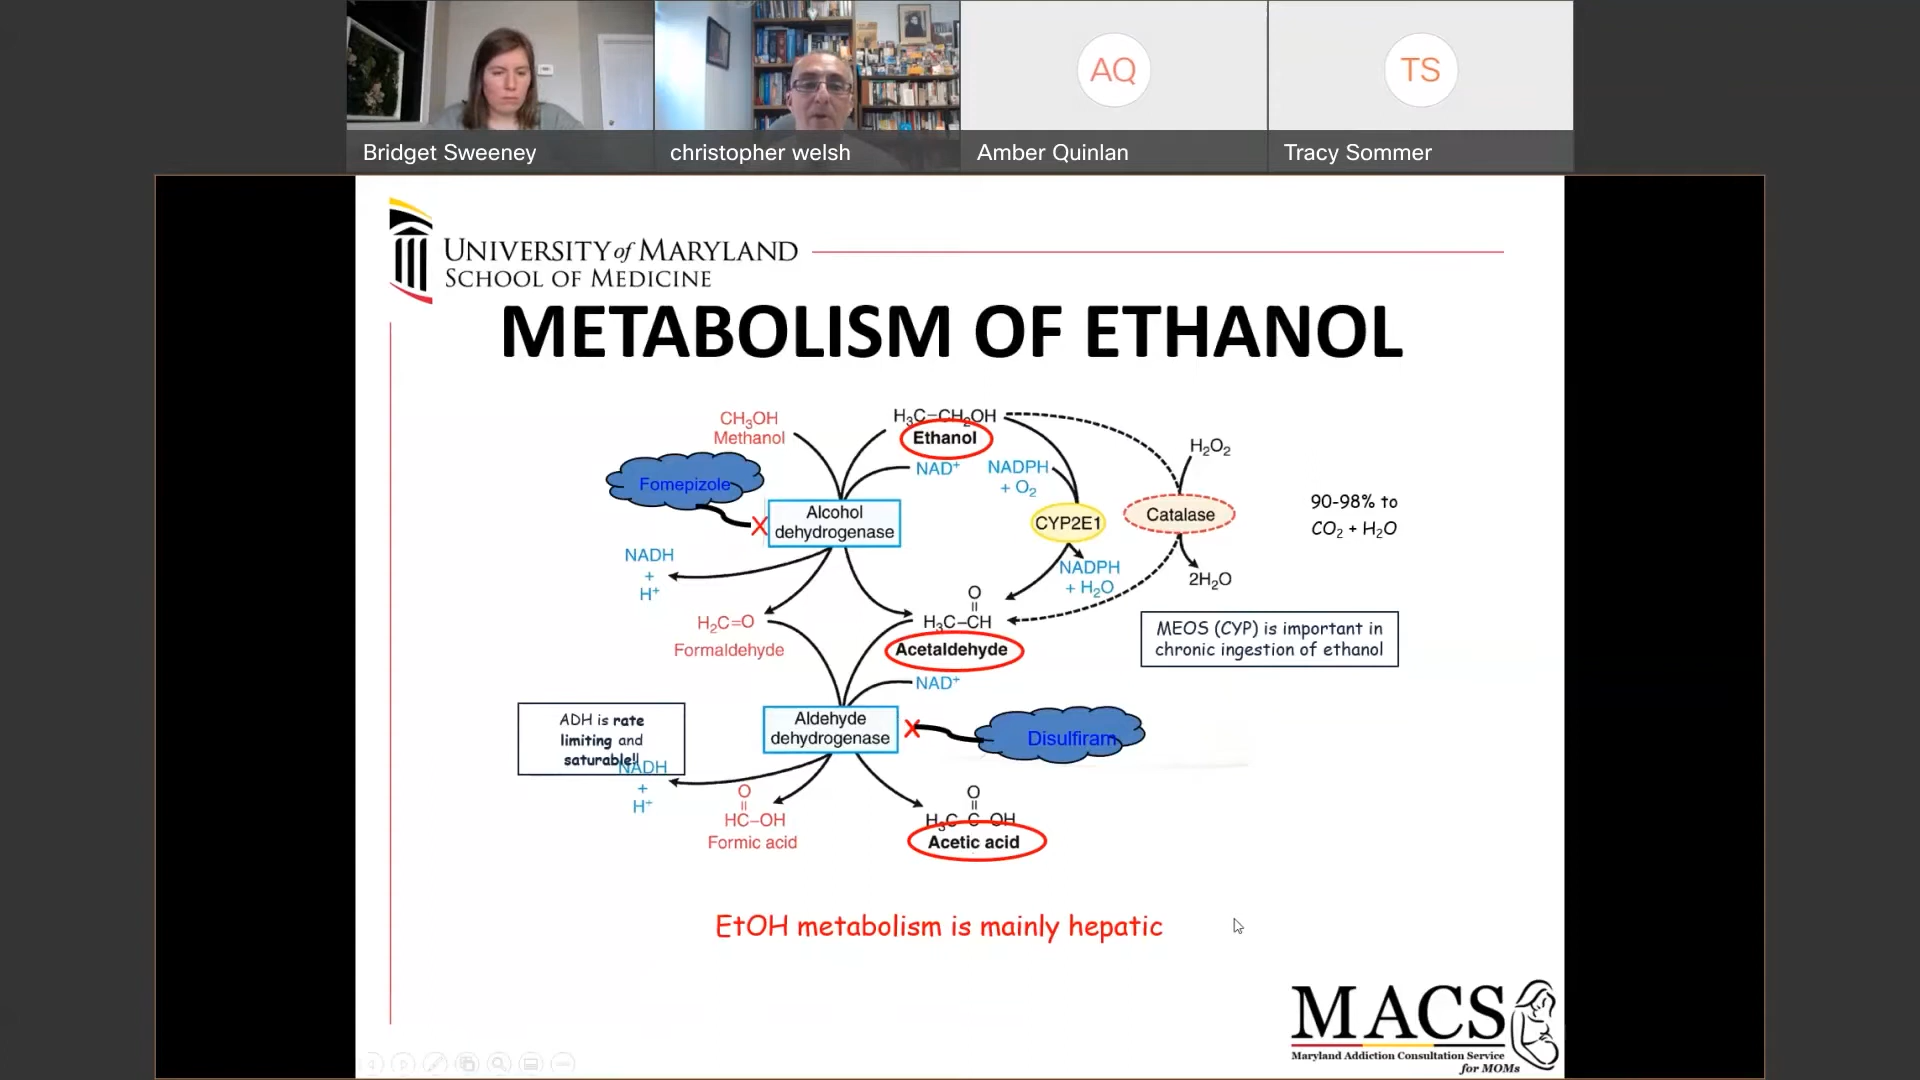 AQ
TS
Bridget Sweeney
christopher welsh
Amber Quinlan
Tracy Sommer
UNIVERSITY of MARYLAND
SCHOOL OF MEDICINE
METABOLISM OF ETHANOL
CH₃OH
Methanol
H₃C–CH₂OH
Ethanol
NAD⁺
NADPH
+ O₂
H₂O₂
Fomepizole
X
Alcohol
dehydrogenase
CYP2E1
Catalase
90-98% to
CO₂ + H₂O
NADH
+
H⁺
NADPH
+ H₂O
2H₂O
H₂C=O
Formaldehyde
O
H₃C–CH
Acetaldehyde
MEOS (CYP) is important in
chronic ingestion of ethanol
NAD⁺
ADH is rate
limiting and
saturable!!
Aldehyde
dehydrogenase
X
Disulfiram
NADH
+
H⁺
O
HC–OH
Formic acid
O
H₃C C OH
Acetic acid
EtOH metabolism is mainly hepatic
MACS
Maryland Addiction Consultation Service
for MOMs